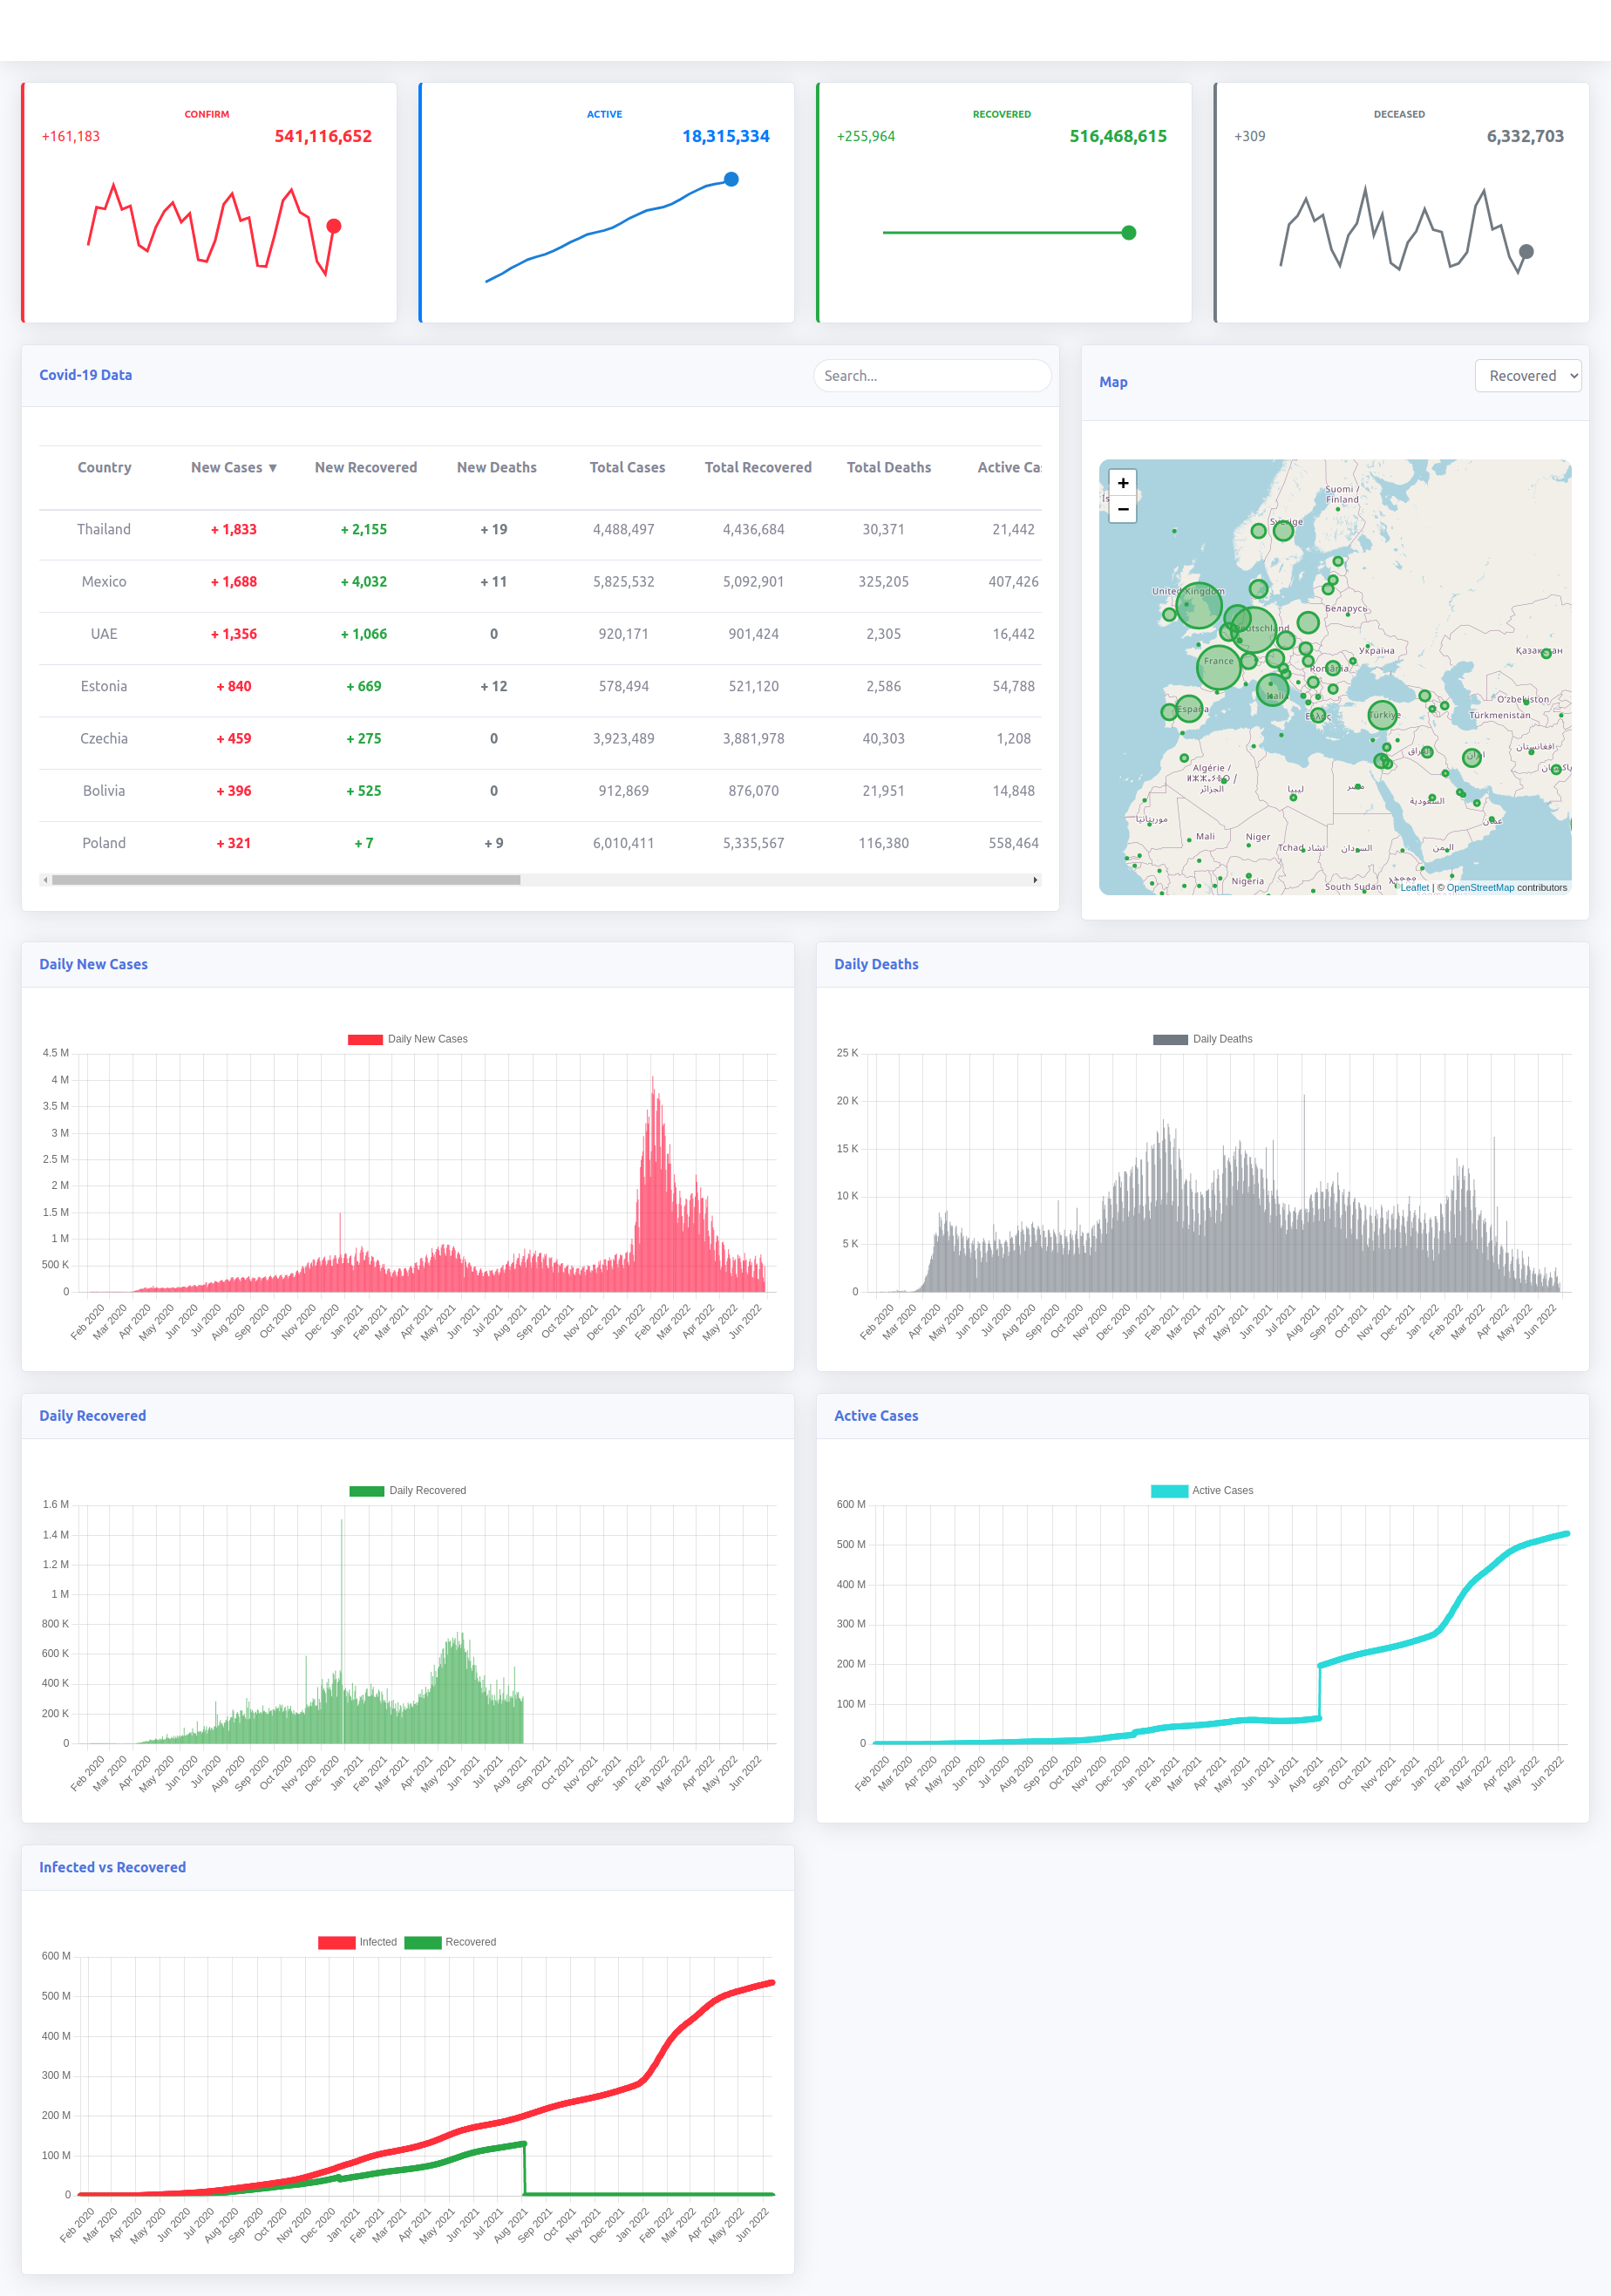 CONFIRM
+161,183 541,116,652
ACTIVE
18,315,334
RECOVERED
+255,964 516,468,615
DECEASED
+309 6,332,703
Covid-19 Data
Search...
Country New Cases ▼ New Recovered New Deaths Total Cases Total Recovered Total Deaths Active Ca
Thailand + 1,833 + 2,155 + 19 4,488,497 4,436,684 30,371 21,442
Mexico + 1,688 + 4,032 + 11 5,825,532 5,092,901 325,205 407,426
UAE + 1,356 + 1,066 0 920,171 901,424 2,305 16,442
Estonia + 840 + 669 + 12 578,494 521,120 2,586 54,788
Czechia + 459 + 275 0 3,923,489 3,881,978 40,303 1,208
Bolivia + 396 + 525 0 912,869 876,070 21,951 14,848
Poland + 321 + 7 + 9 6,010,411 5,335,567 116,380 558,464
Map
Recovered
+
−
Suomi /
Finland
Sverige
United Kingdom
Беларусь
Deutschland
Україна
Қазақстан
France
România
Italia
O'zbekiston
España
Türkiye
Türkmenistan
Ελλάς
افغانستان
العراق
ایران
Algérie /
الجزائر
ليبيا
مصر
السعودية
عمان
موريتانيا
Mali
Niger
Tchad تشاد
السودان
اليمن
Nigeria
South Sudan
Leaflet | © OpenStreetMap contributors
Daily New Cases
Daily New Cases
4.5 M
4 M
3.5 M
3 M
2.5 M
2 M
1.5 M
1 M
500 K
0
Feb 2020 Mar 2020 Apr 2020 May 2020 Jun 2020 Jul 2020 Aug 2020 Sep 2020 Oct 2020 Nov 2020 Dec 2020 Jan 2021 Feb 2021 Mar 2021 Apr 2021 May 2021 Jun 2021 Jul 2021 Aug 2021 Sep 2021 Oct 2021 Nov 2021 Dec 2021 Jan 2022 Feb 2022 Mar 2022 Apr 2022 May 2022 Jun 2022
Daily Deaths
Daily Deaths
25 K
20 K
15 K
10 K
5 K
0
Feb 2020 Mar 2020 Apr 2020 May 2020 Jun 2020 Jul 2020 Aug 2020 Sep 2020 Oct 2020 Nov 2020 Dec 2020 Jan 2021 Feb 2021 Mar 2021 Apr 2021 May 2021 Jun 2021 Jul 2021 Aug 2021 Sep 2021 Oct 2021 Nov 2021 Dec 2021 Jan 2022 Feb 2022 Mar 2022 Apr 2022 May 2022 Jun 2022
Daily Recovered
Daily Recovered
1.6 M
1.4 M
1.2 M
1 M
800 K
600 K
400 K
200 K
0
Feb 2020 Mar 2020 Apr 2020 May 2020 Jun 2020 Jul 2020 Aug 2020 Sep 2020 Oct 2020 Nov 2020 Dec 2020 Jan 2021 Feb 2021 Mar 2021 Apr 2021 May 2021 Jun 2021 Jul 2021 Aug 2021 Sep 2021 Oct 2021 Nov 2021 Dec 2021 Jan 2022 Feb 2022 Mar 2022 Apr 2022 May 2022 Jun 2022
Active Cases
Active Cases
600 M
500 M
400 M
300 M
200 M
100 M
0
Feb 2020 Mar 2020 Apr 2020 May 2020 Jun 2020 Jul 2020 Aug 2020 Sep 2020 Oct 2020 Nov 2020 Dec 2020 Jan 2021 Feb 2021 Mar 2021 Apr 2021 May 2021 Jun 2021 Jul 2021 Aug 2021 Sep 2021 Oct 2021 Nov 2021 Dec 2021 Jan 2022 Feb 2022 Mar 2022 Apr 2022 May 2022 Jun 2022
Infected vs Recovered
Infected Recovered
600 M
500 M
400 M
300 M
200 M
100 M
0
Feb 2020 Mar 2020 Apr 2020 May 2020 Jun 2020 Jul 2020 Aug 2020 Sep 2020 Oct 2020 Nov 2020 Dec 2020 Jan 2021 Feb 2021 Mar 2021 Apr 2021 May 2021 Jun 2021 Jul 2021 Aug 2021 Sep 2021 Oct 2021 Nov 2021 Dec 2021 Jan 2022 Feb 2022 Mar 2022 Apr 2022 May 2022 Jun 2022